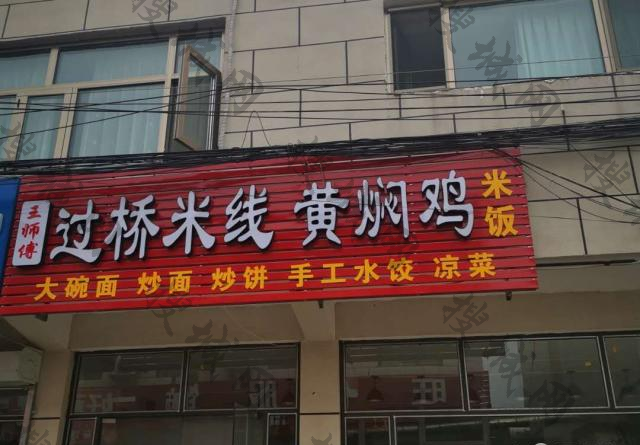 王师傅
过桥米线 黄焖鸡
米饭
大碗面 炒面 炒饼 手工水饺 凉菜